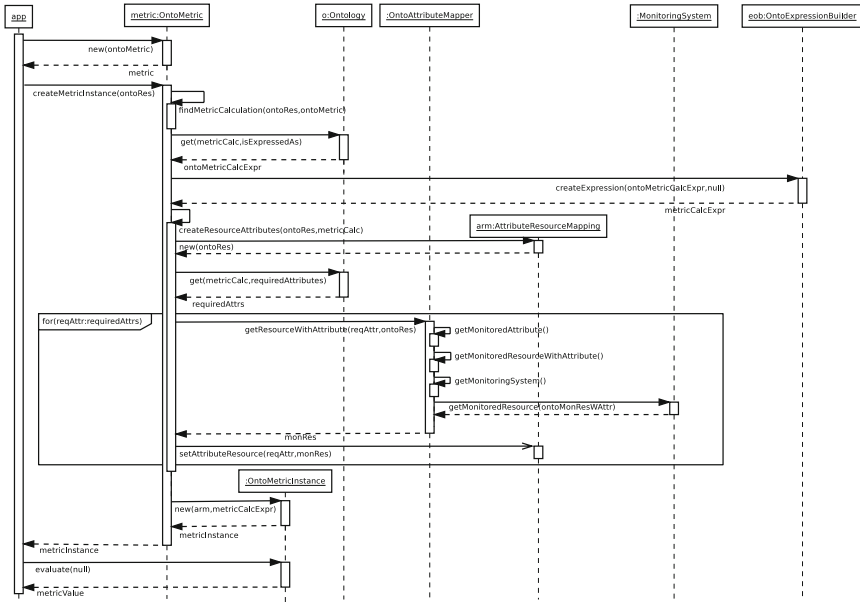 app
metric:OntoMetric
o:Ontology
:OntoAttributeMapper
:MonitoringSystem
eob:OntoExpressionBuilder
new(ontoMetric)
metric
createMetricInstance(ontoRes)
findMetricCalculation(ontoRes,ontoMetric)
get(metricCalc,isExpressedAs)
ontoMetricCalcExpr
createExpression(ontoMetricCalcExpr,null)
metricCalcExpr
createResourceAttributes(ontoRes,metricCalc)
arm:AttributeResourceMapping
new(ontoRes)
get(metricCalc,requiredAttributes)
requiredAttrs
for(reqAttr:requiredAttrs)
getResourceWithAttribute(reqAttr,ontoRes)
getMonitoredAttribute()
getMonitoredResourceWithAttribute()
getMonitoringSystem()
getMonitoredResource(ontoMonResWAttr)
monRes
setAttributeResource(reqAttr,monRes)
:OntoMetricInstance
new(arm,metricCalcExpr)
metricInstance
metricInstance
evaluate(null)
metricValue